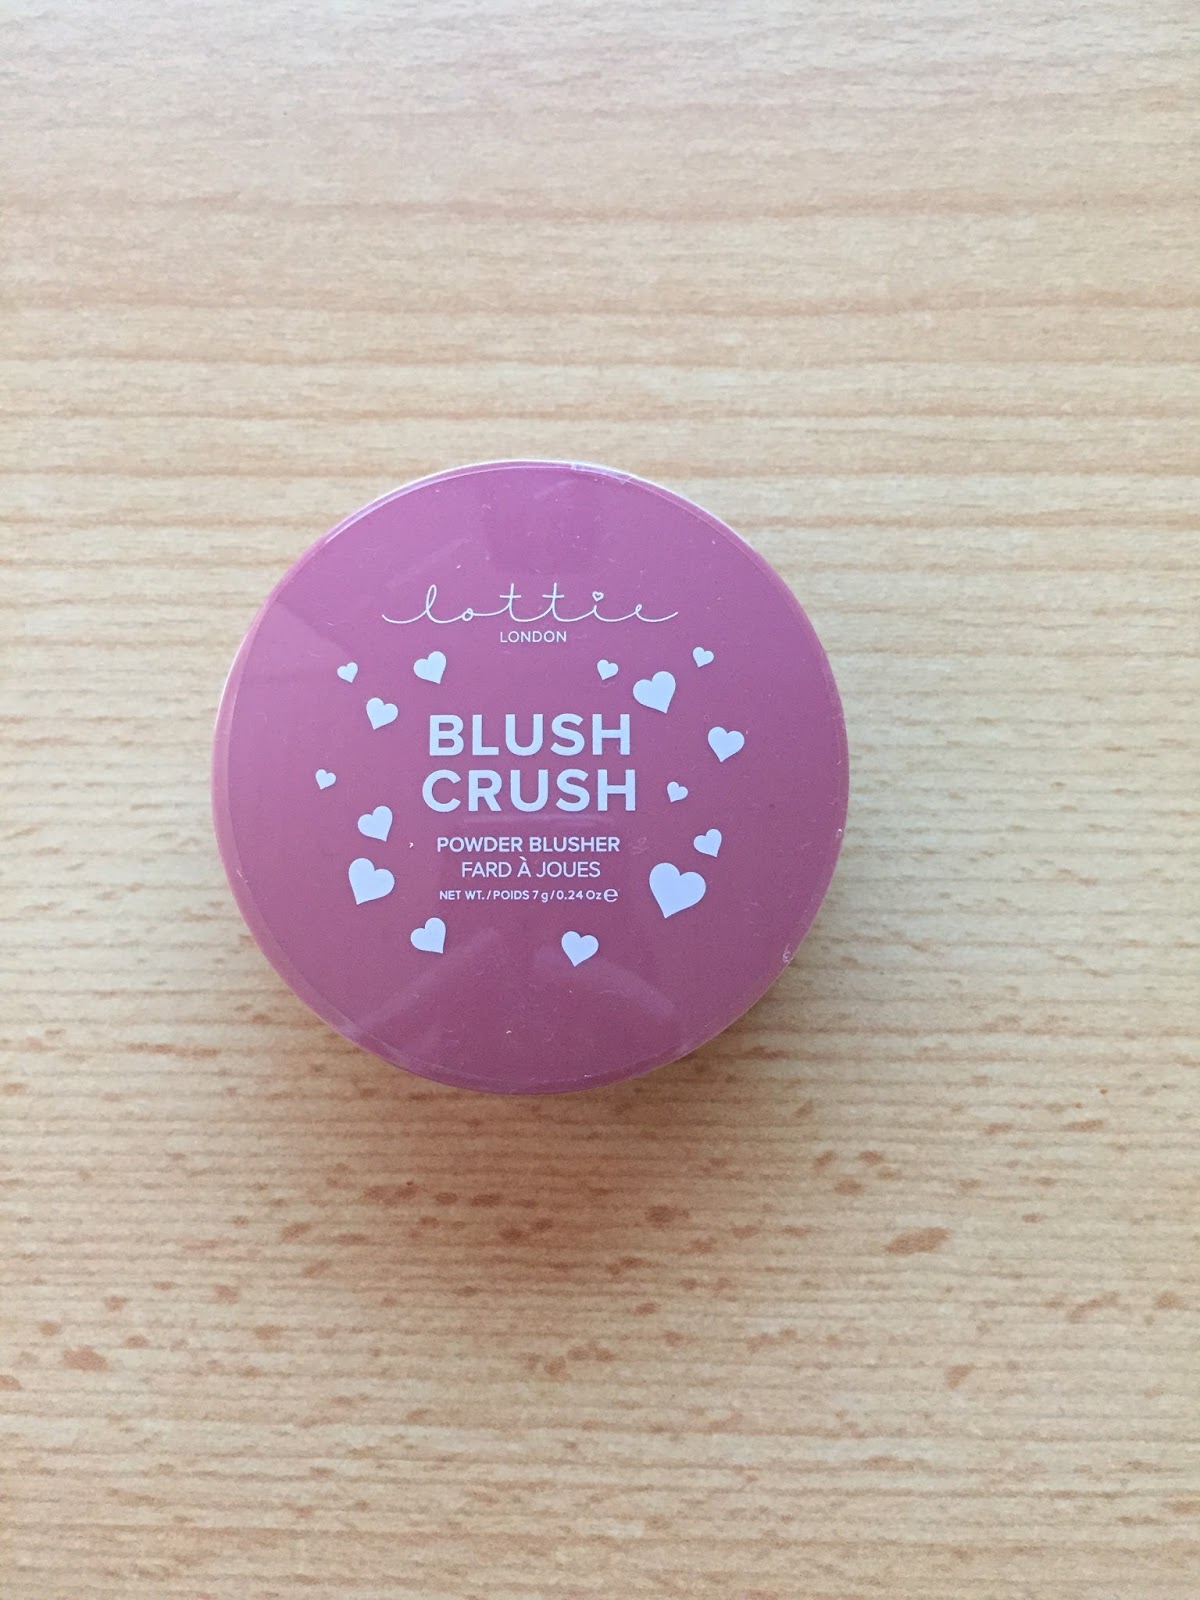 lottie
LONDON
BLUSH
CRUSH
POWDER BLUSHER
FARD À JOUES
NET WT./POIDS 7 g/0.24 Oz e